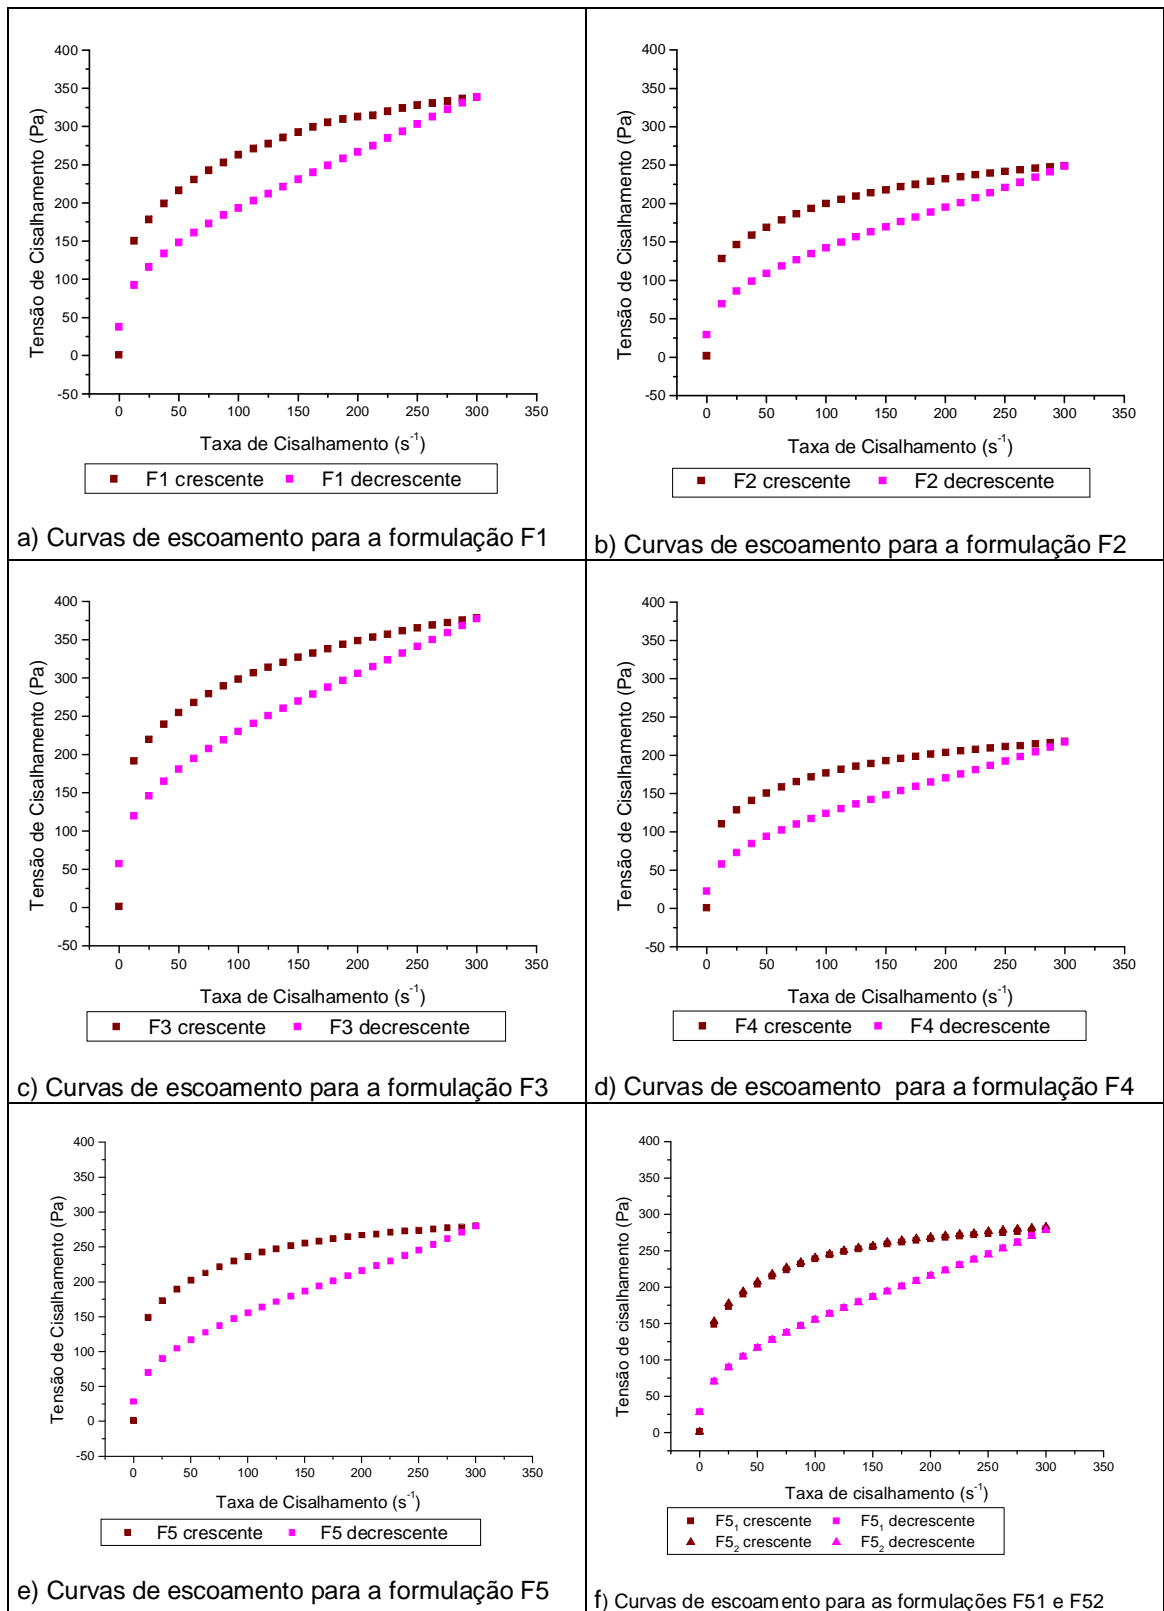 400
350
300
250
200
150
100
50
0
-50
Tensão de Cisalhamento (Pa)
0 50 100 150 200 250 300 350
Taxa de Cisalhamento (s⁻¹)
F1 crescente F1 decrescente
a) Curvas de escoamento para a formulação F1
400
350
300
250
200
150
100
50
0
-50
Tensão de Cisalhamento (Pa)
0 50 100 150 200 250 300 350
Taxa de Cisalhamento (s⁻¹)
F2 crescente F2 decrescente
b) Curvas de escoamento para a formulação F2
400
350
300
250
200
150
100
50
0
-50
Tensão de Cisalhamento (Pa)
0 50 100 150 200 250 300 350
Taxa de Cisalhamento (s⁻¹)
F3 crescente F3 decrescente
c) Curvas de escoamento para a formulação F3
400
350
300
250
200
150
100
50
0
-50
Tensão de Cisalhamento (Pa)
0 50 100 150 200 250 300 350
Taxa de Cisalhamento (s⁻¹)
F4 crescente F4 decrescente
d) Curvas de escoamento para a formulação F4
400
350
300
250
200
150
100
50
0
-50
Tensão de Cisalhamento (Pa)
0 50 100 150 200 250 300 350
Taxa de Cisalhamento (s⁻¹)
F5 crescente F5 decrescente
e) Curvas de escoamento para a formulação F5
400
350
300
250
200
150
100
50
0
Tensão de cisalhamento (Pa)
0 50 100 150 200 250 300 350
Taxa de cisalhamento (s⁻¹)
F5₁ crescente F5₁ decrescente
F5₂ crescente F5₂ decrescente
f) Curvas de escoamento para as formulações F51 e F52